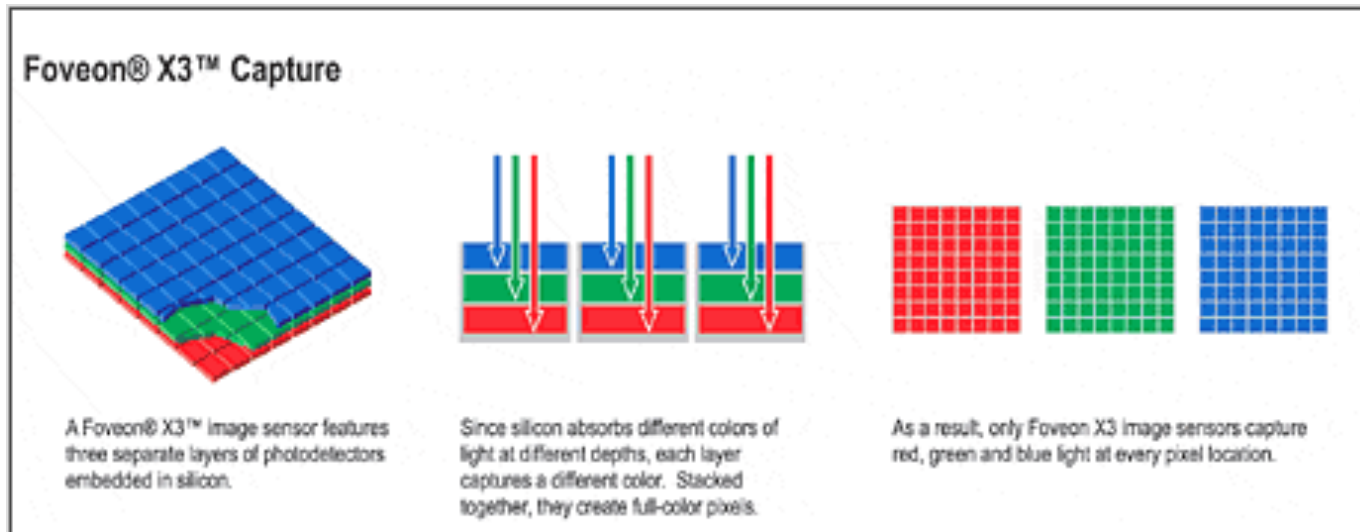 Foveon® X3™ Capture
A Foveon® X3™ image sensor features
three separate layers of photodetectors
embedded in silicon.
Since silicon absorbs different colors of
light at different depths, each layer
captures a different color. Stacked
together, they create full-color pixels.
As a result, only Foveon X3 image sensors capture
red, green and blue light at every pixel location.